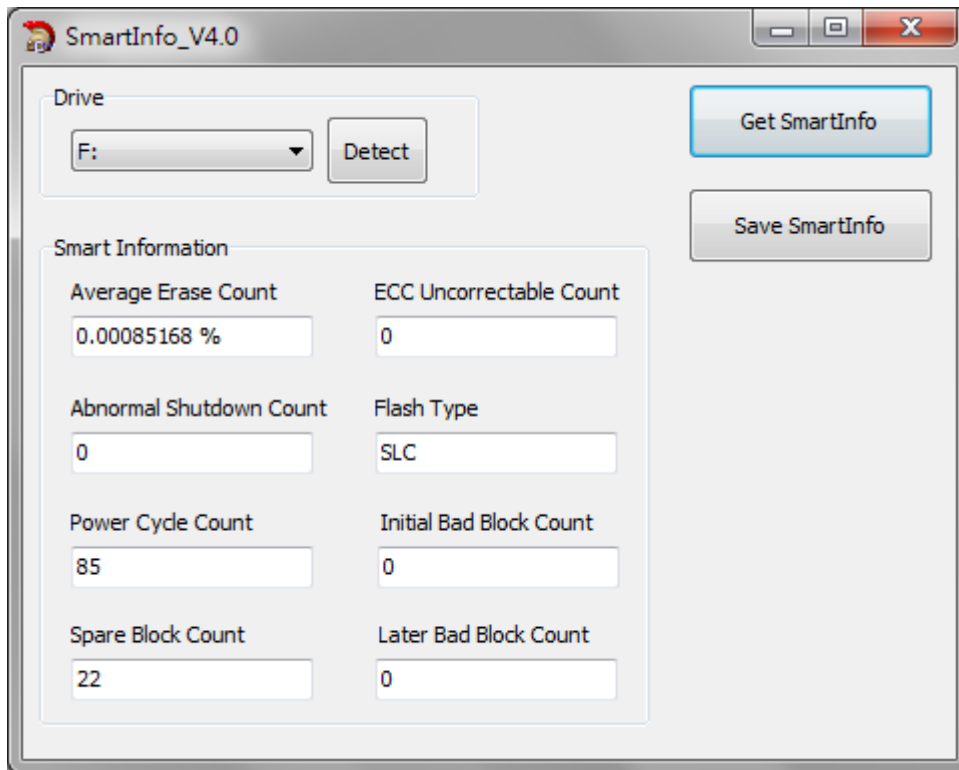 SmartInfo_V4.0
Drive
F:
Detect
Get SmartInfo
Save SmartInfo
Smart Information
Average Erase Count
ECC Uncorrectable Count
0.00085168 %
0
Abnormal Shutdown Count
Flash Type
0
SLC
Power Cycle Count
Initial Bad Block Count
85
0
Spare Block Count
Later Bad Block Count
22
0